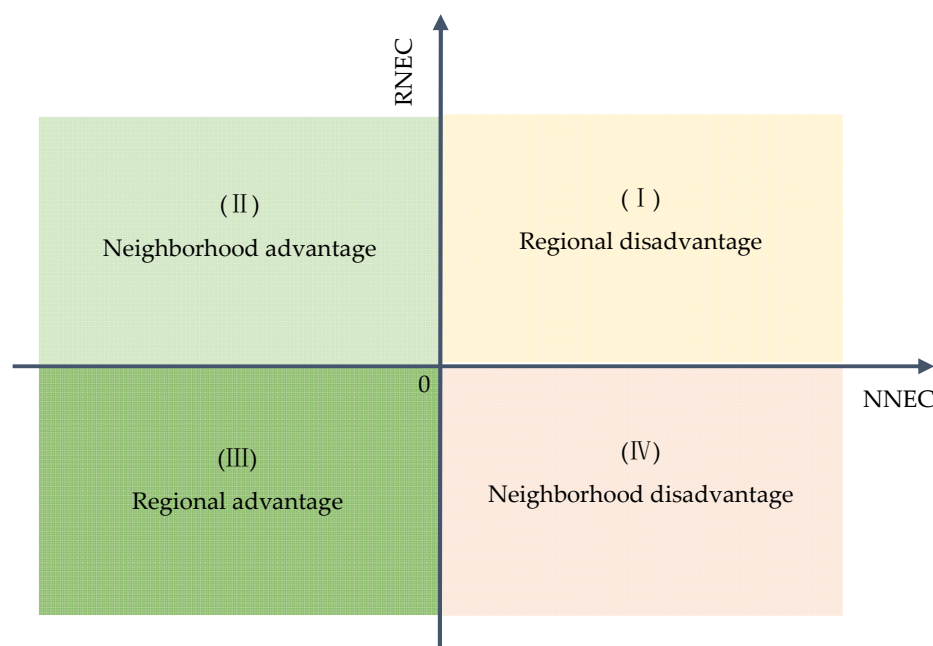 RNEC
(Ⅱ)
Neighborhood advantage
(Ⅰ)
Regional disadvantage
0
NNEC
(Ⅲ)
Regional advantage
(Ⅳ)
Neighborhood disadvantage